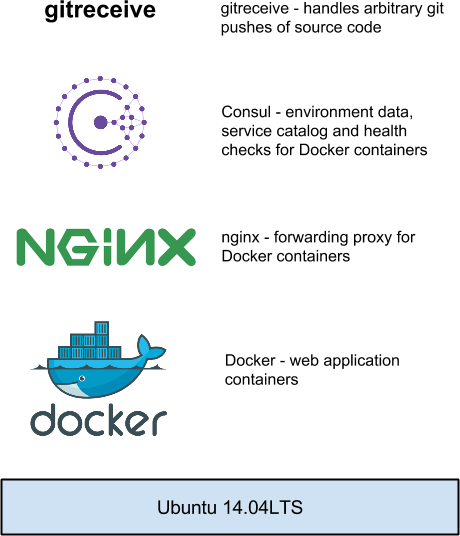 gitreceive
gitreceive - handles arbitrary git
pushes of source code
Consul - environment data,
service catalog and health
checks for Docker containers
NGiNX
nginx - forwarding proxy for
Docker containers
docker
Docker - web application
containers
Ubuntu 14.04LTS